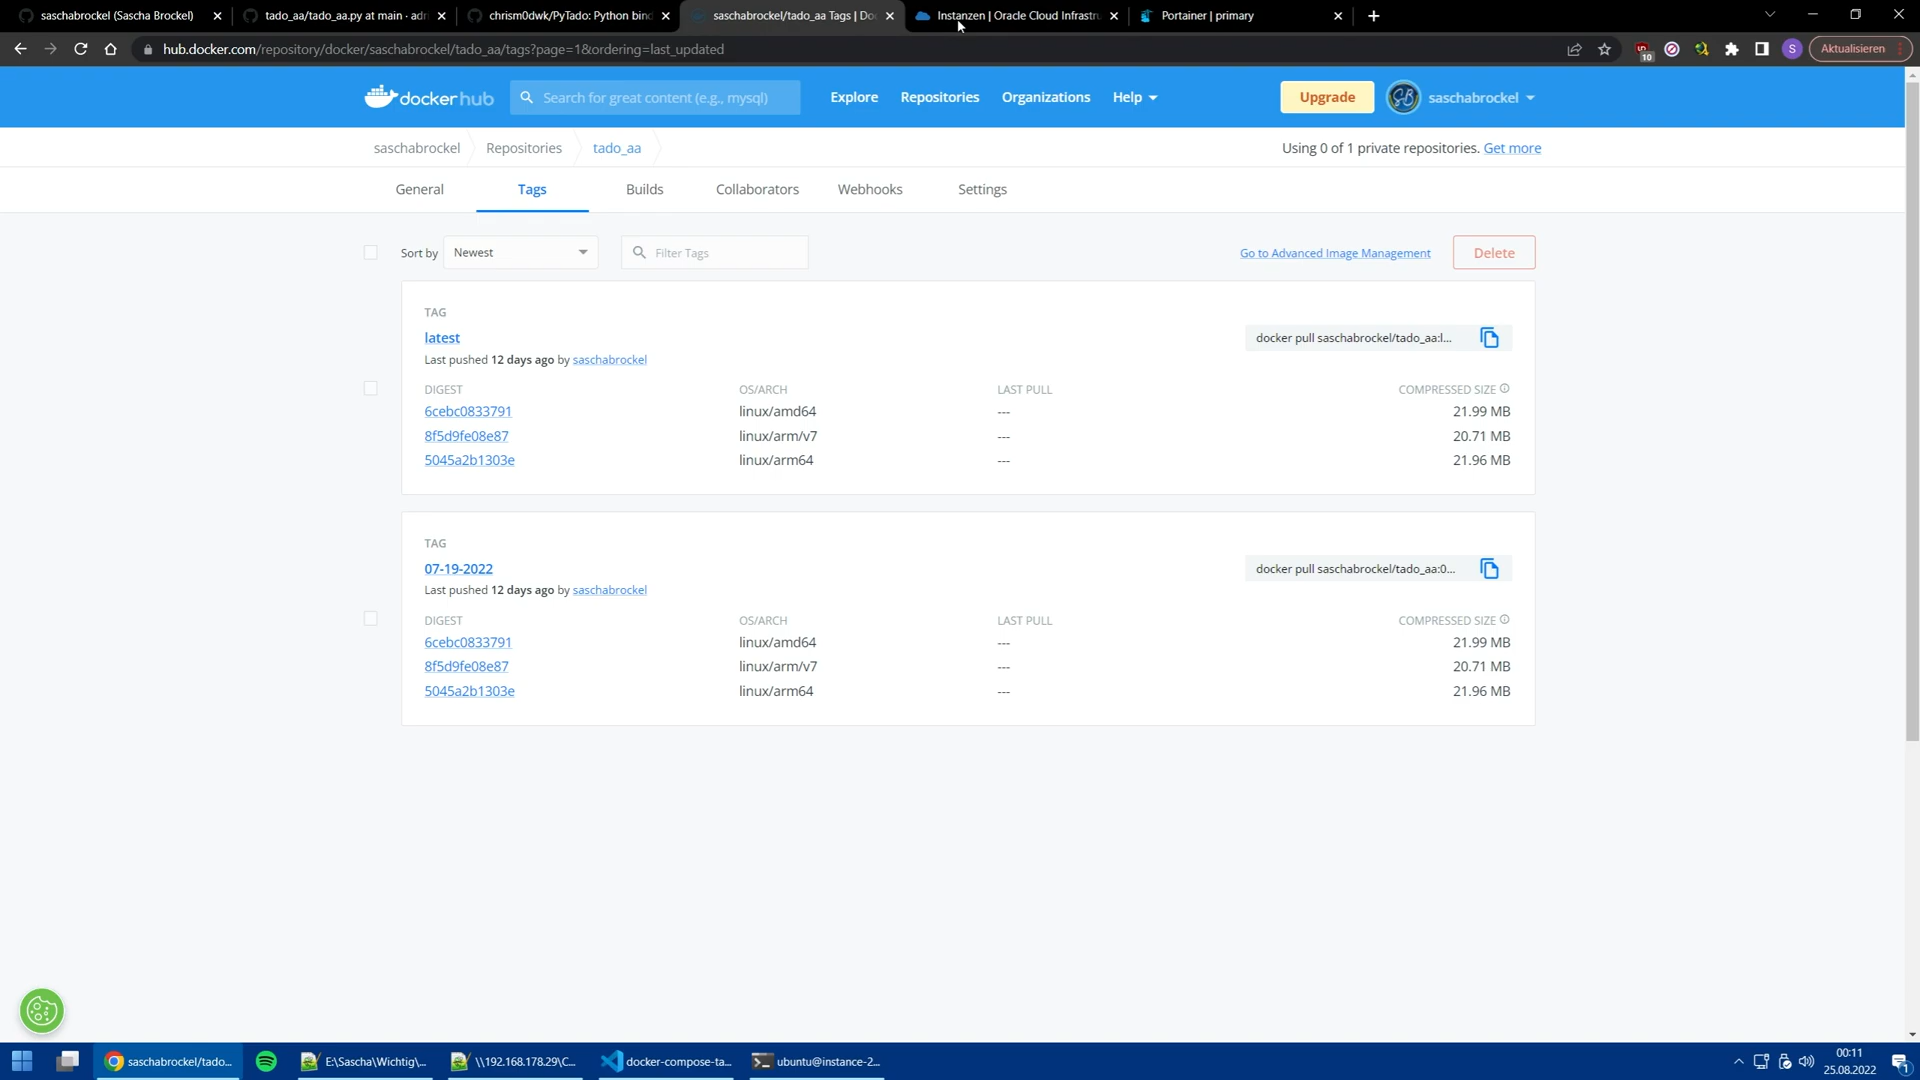 saschabrockel (Sascha Brockel)
tado_aa/tado_aa.py at main · adr
chrism0dwk/PyTado: Python bind
saschabrockel/tado_aa Tags | Doc
Instanzen | Oracle Cloud Infrastru
Portainer | primary
hub.docker.com/repository/docker/saschabrockel/tado_aa/tags?page=1&ordering=last_updated
10
S
Aktualisieren
dockerhub
Search for great content (e.g., mysql)
Explore
Repositories
Organizations
Help
Upgrade
saschabrockel
saschabrockel
Repositories
tado_aa
Using 0 of 1 private repositories. Get more
General
Tags
Builds
Collaborators
Webhooks
Settings
Sort by
Newest
Filter Tags
Go to Advanced Image Management
Delete
TAG
latest
docker pull saschabrockel/tado_aa:l...
Last pushed 12 days ago by saschabrockel
DIGEST OS/ARCH LAST PULL COMPRESSED SIZE
6cebc0833791 linux/amd64 --- 21.99 MB
8f5d9fe08e87 linux/arm/v7 --- 20.71 MB
5045a2b1303e linux/arm64 --- 21.96 MB
TAG
07-19-2022
docker pull saschabrockel/tado_aa:0...
Last pushed 12 days ago by saschabrockel
DIGEST OS/ARCH LAST PULL COMPRESSED SIZE
6cebc0833791 linux/amd64 --- 21.99 MB
8f5d9fe08e87 linux/arm/v7 --- 20.71 MB
5045a2b1303e linux/arm64 --- 21.96 MB
saschabrockel/tado...
E:\Sascha\Wichtig\...
\\192.168.178.29\C...
docker-compose-ta...
ubuntu@instance-2...
00:11
25.08.2022
1